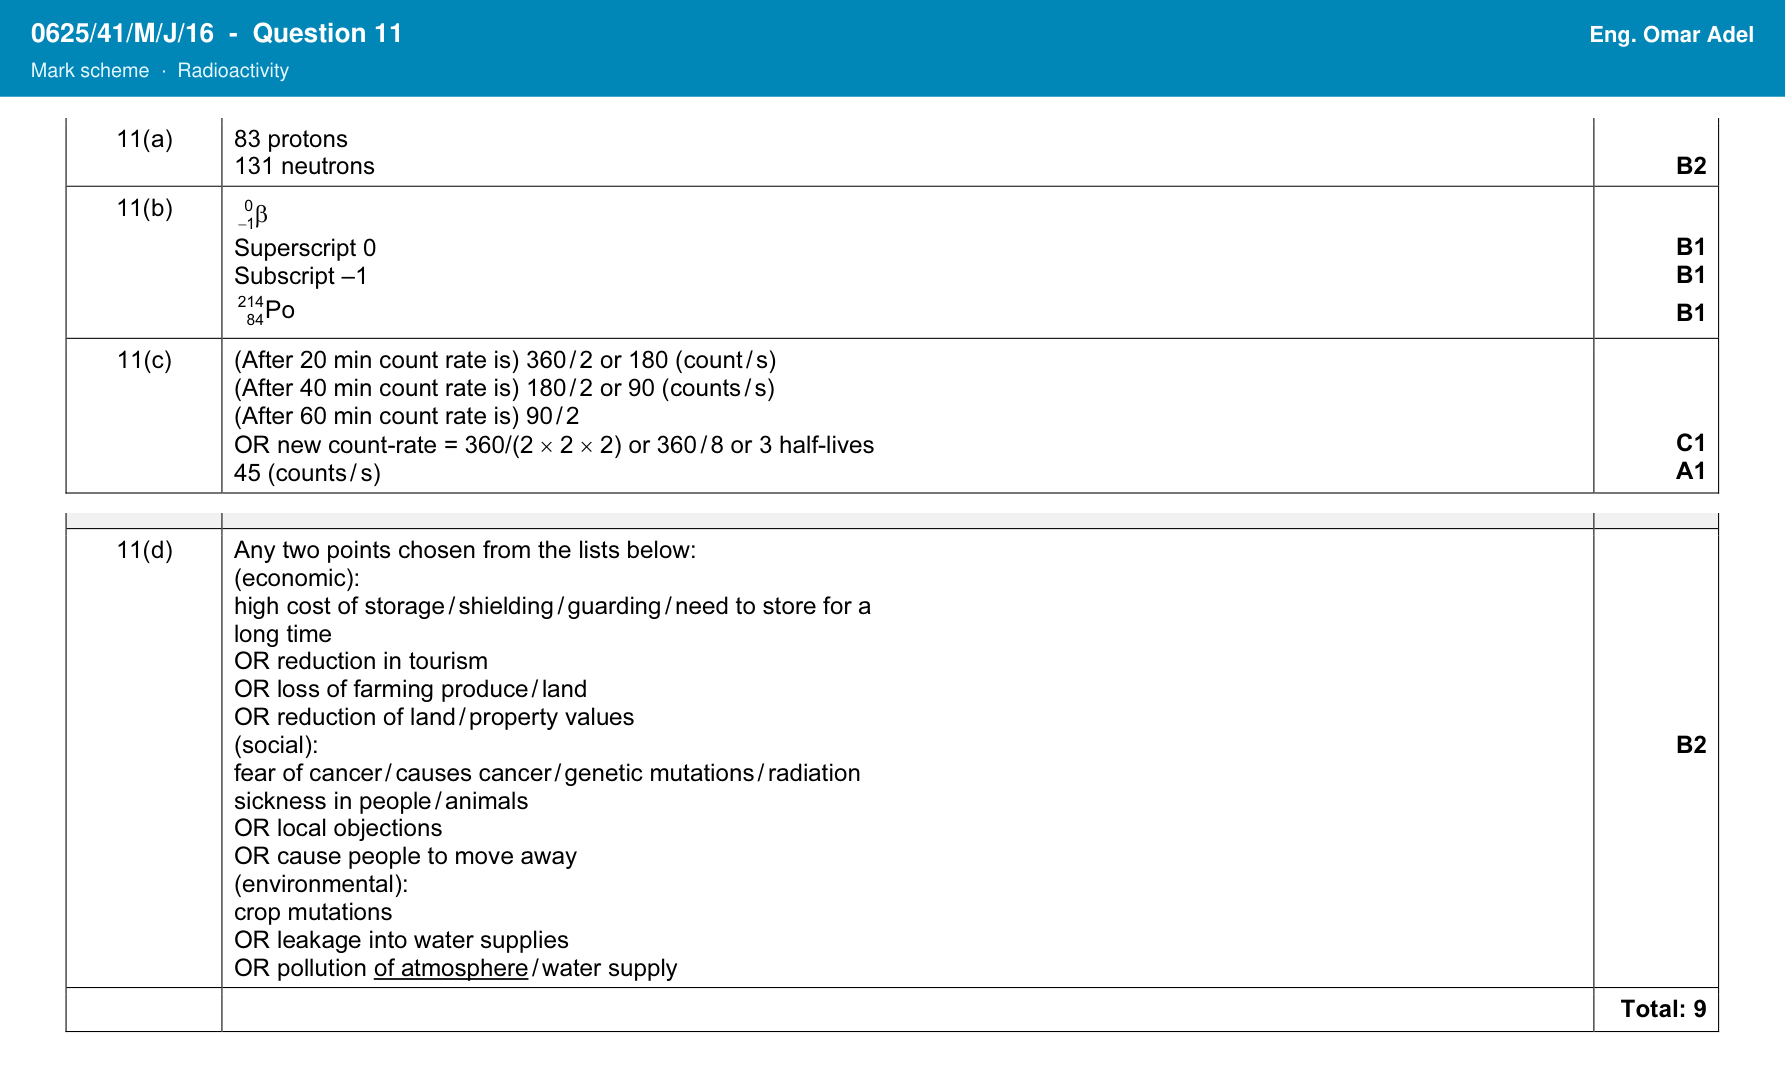 0625/41/M/J/16 - Question 11
Eng. Omar Adel
Mark scheme · Radioactivity
11(a)
83 protons
131 neutrons
B2
11(b)
0
–1β
Superscript 0
B1
Subscript –1
B1
214
84Po
B1
11(c)
(After 20 min count rate is) 360/2 or 180 (count/s)
(After 40 min count rate is) 180/2 or 90 (counts/s)
(After 60 min count rate is) 90/2
OR new count-rate = 360/(2 × 2 × 2) or 360/8 or 3 half-lives
C1
45 (counts/s)
A1
11(d)
Any two points chosen from the lists below:
(economic):
high cost of storage/shielding/guarding/need to store for a
long time
OR reduction in tourism
OR loss of farming produce/land
OR reduction of land/property values
(social):
B2
fear of cancer/causes cancer/genetic mutations/radiation
sickness in people/animals
OR local objections
OR cause people to move away
(environmental):
crop mutations
OR leakage into water supplies
OR pollution of atmosphere/water supply
Total: 9